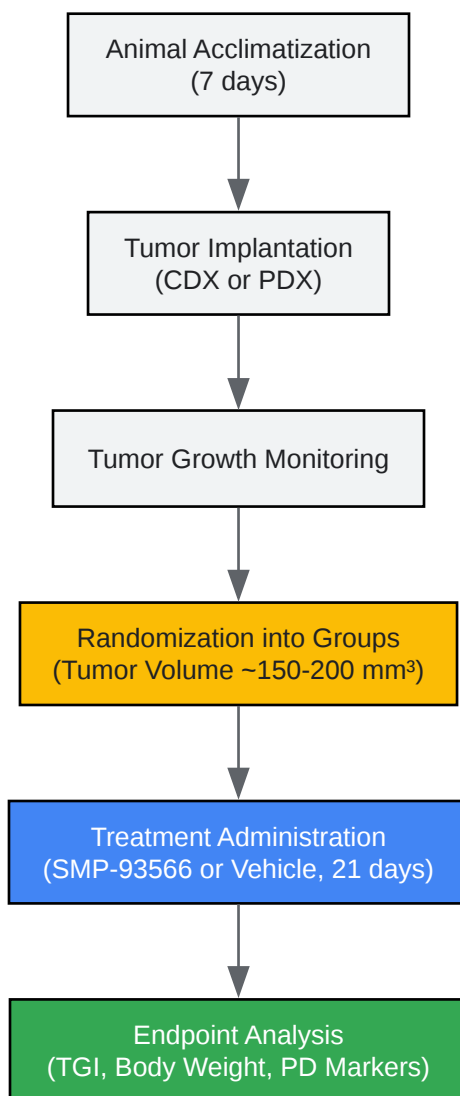 Animal Acclimatization
(7 days)
Tumor Implantation
(CDX or PDX)
Tumor Growth Monitoring
Randomization into Groups
(Tumor Volume ~150-200 mm³)
Treatment Administration
(SMP-93566 or Vehicle, 21 days)
Endpoint Analysis
(TGI, Body Weight, PD Markers)